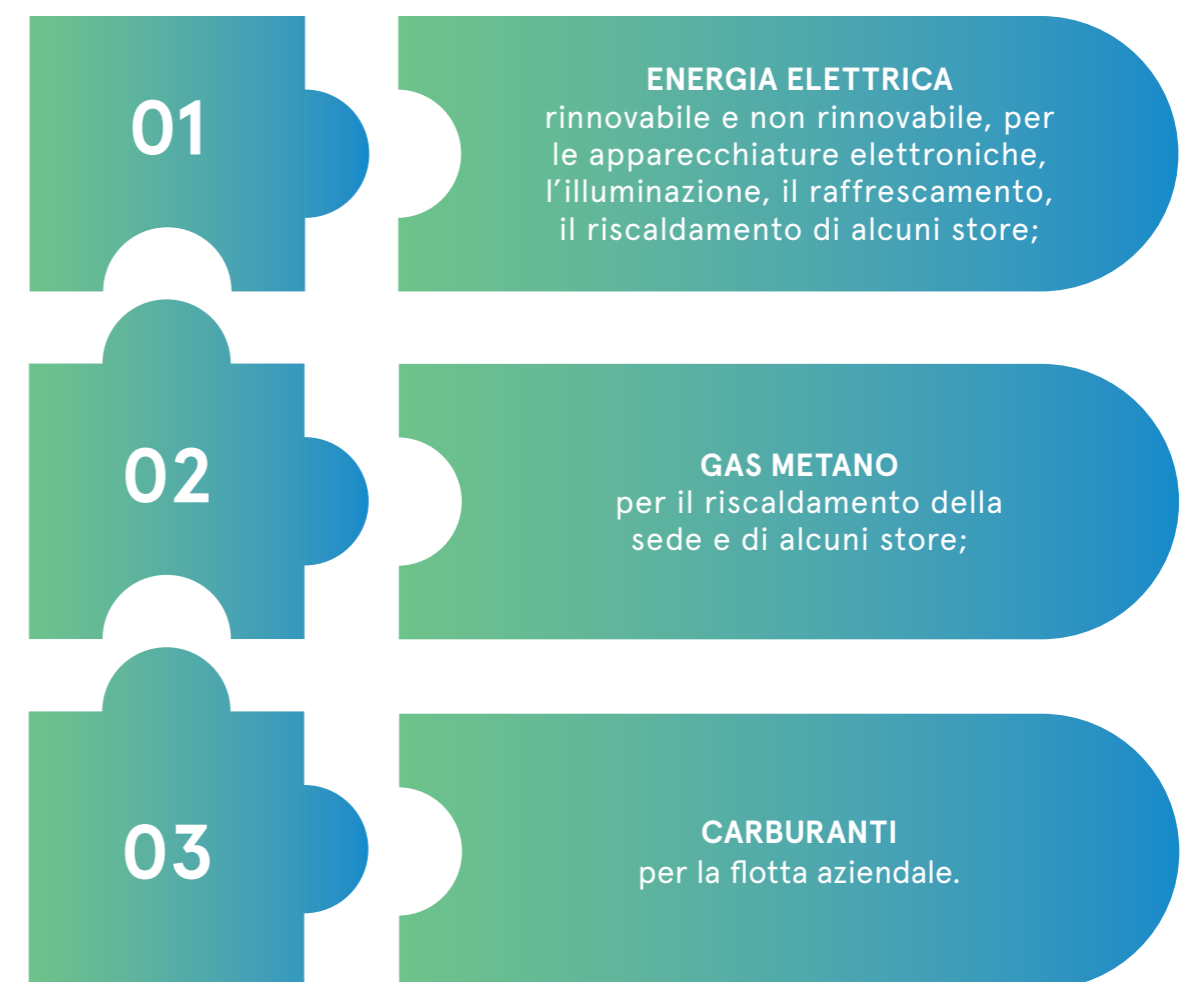 01
ENERGIA ELETTRICA
rinnovabile e non rinnovabile, per
le apparecchiature elettroniche,
l’illuminazione, il raffrescamento,
il riscaldamento di alcuni store;
02
GAS METANO
per il riscaldamento della
sede e di alcuni store;
03
CARBURANTI
per la flotta aziendale.